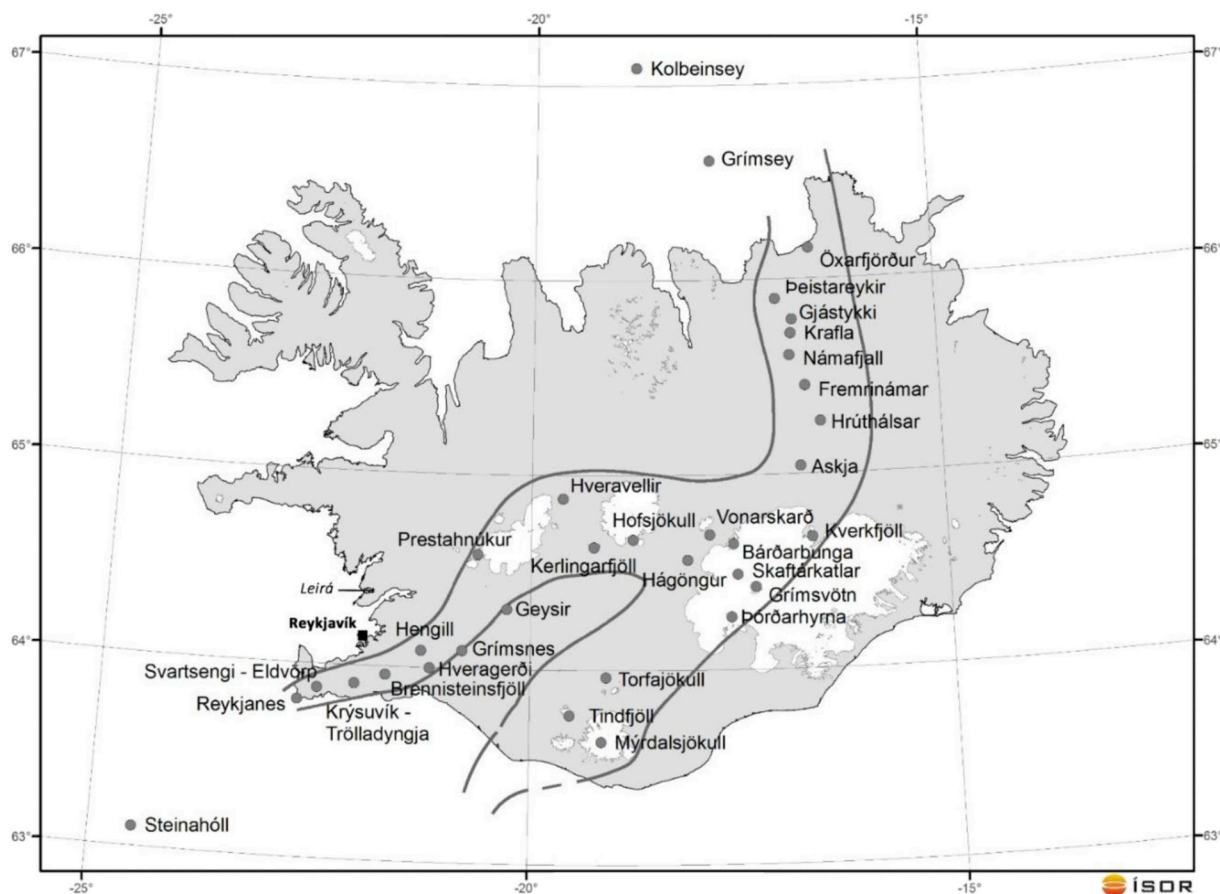 -25°
-20°
-15°
67°
67°
Kolbeinsey
Grímsey
66°
66°
Öxarfjörður
Þeistareykir
Gjástykki
Krafla
Námafjall
Fremrinámar
Hrúthálsar
65°
65°
Askja
Hveravellir
Hofsjökull
Vonarskarð
Kverkfjöll
Prestahnúkur
Kerlingarfjöll
Bárðarbunga
Hágöngur
Skaftárkatlar
Leirá
Grímsvötn
Geysir
Þórðarhyrna
Reykjavík
64°
64°
Hengill
Grímsnes
Svartsengi - Eldvörp
Hveragerði
Torfajökull
Reykjanes
Brennisteinsfjöll
Krýsuvík -
Trölladyngja
Tindfjöll
Mýrdalsjökull
Steinahóll
63°
63°
-25°
-20°
-15°
ÍSOR